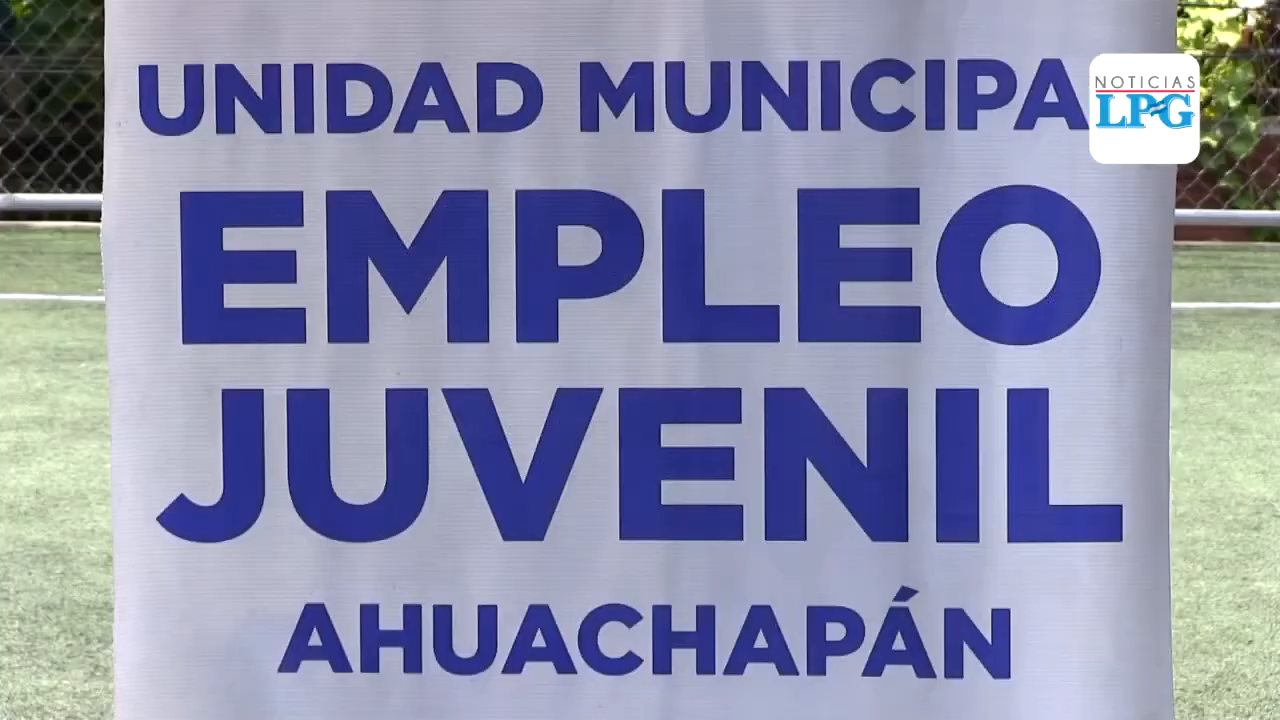 UNIDAD MUNICIPA
EMPLEO
JUVENIL
AHUACHAPÁN
NOTICIAS
LPG